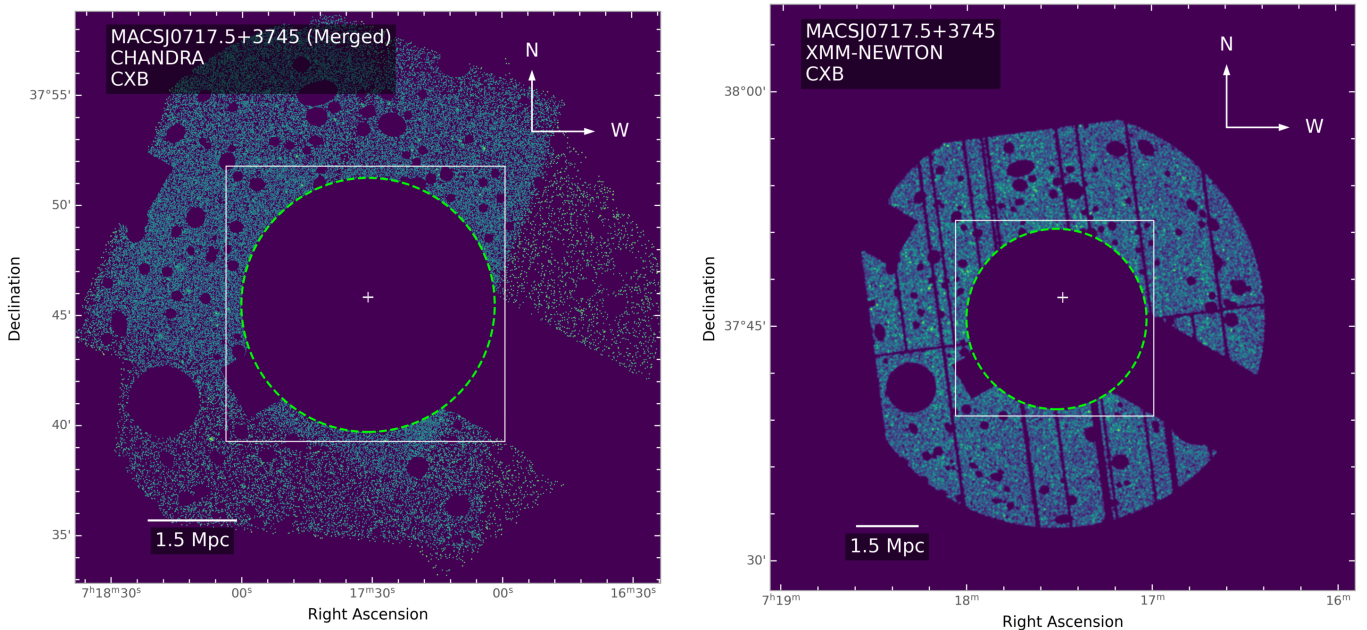 MACSJ0717.5+3745 (Merged)
CHANDRA
CXB
N
W
37°55'
50'
45'
40'
35'
Declination
1.5 Mpc
7ʰ18ᵐ30ˢ
00ˢ
17ᵐ30ˢ
00ˢ
16ᵐ30ˢ
Right Ascension
MACSJ0717.5+3745
XMM-NEWTON
CXB
N
W
38°00'
37°45'
30'
Declination
1.5 Mpc
7ʰ19ᵐ
18ᵐ
17ᵐ
16ᵐ
Right Ascension